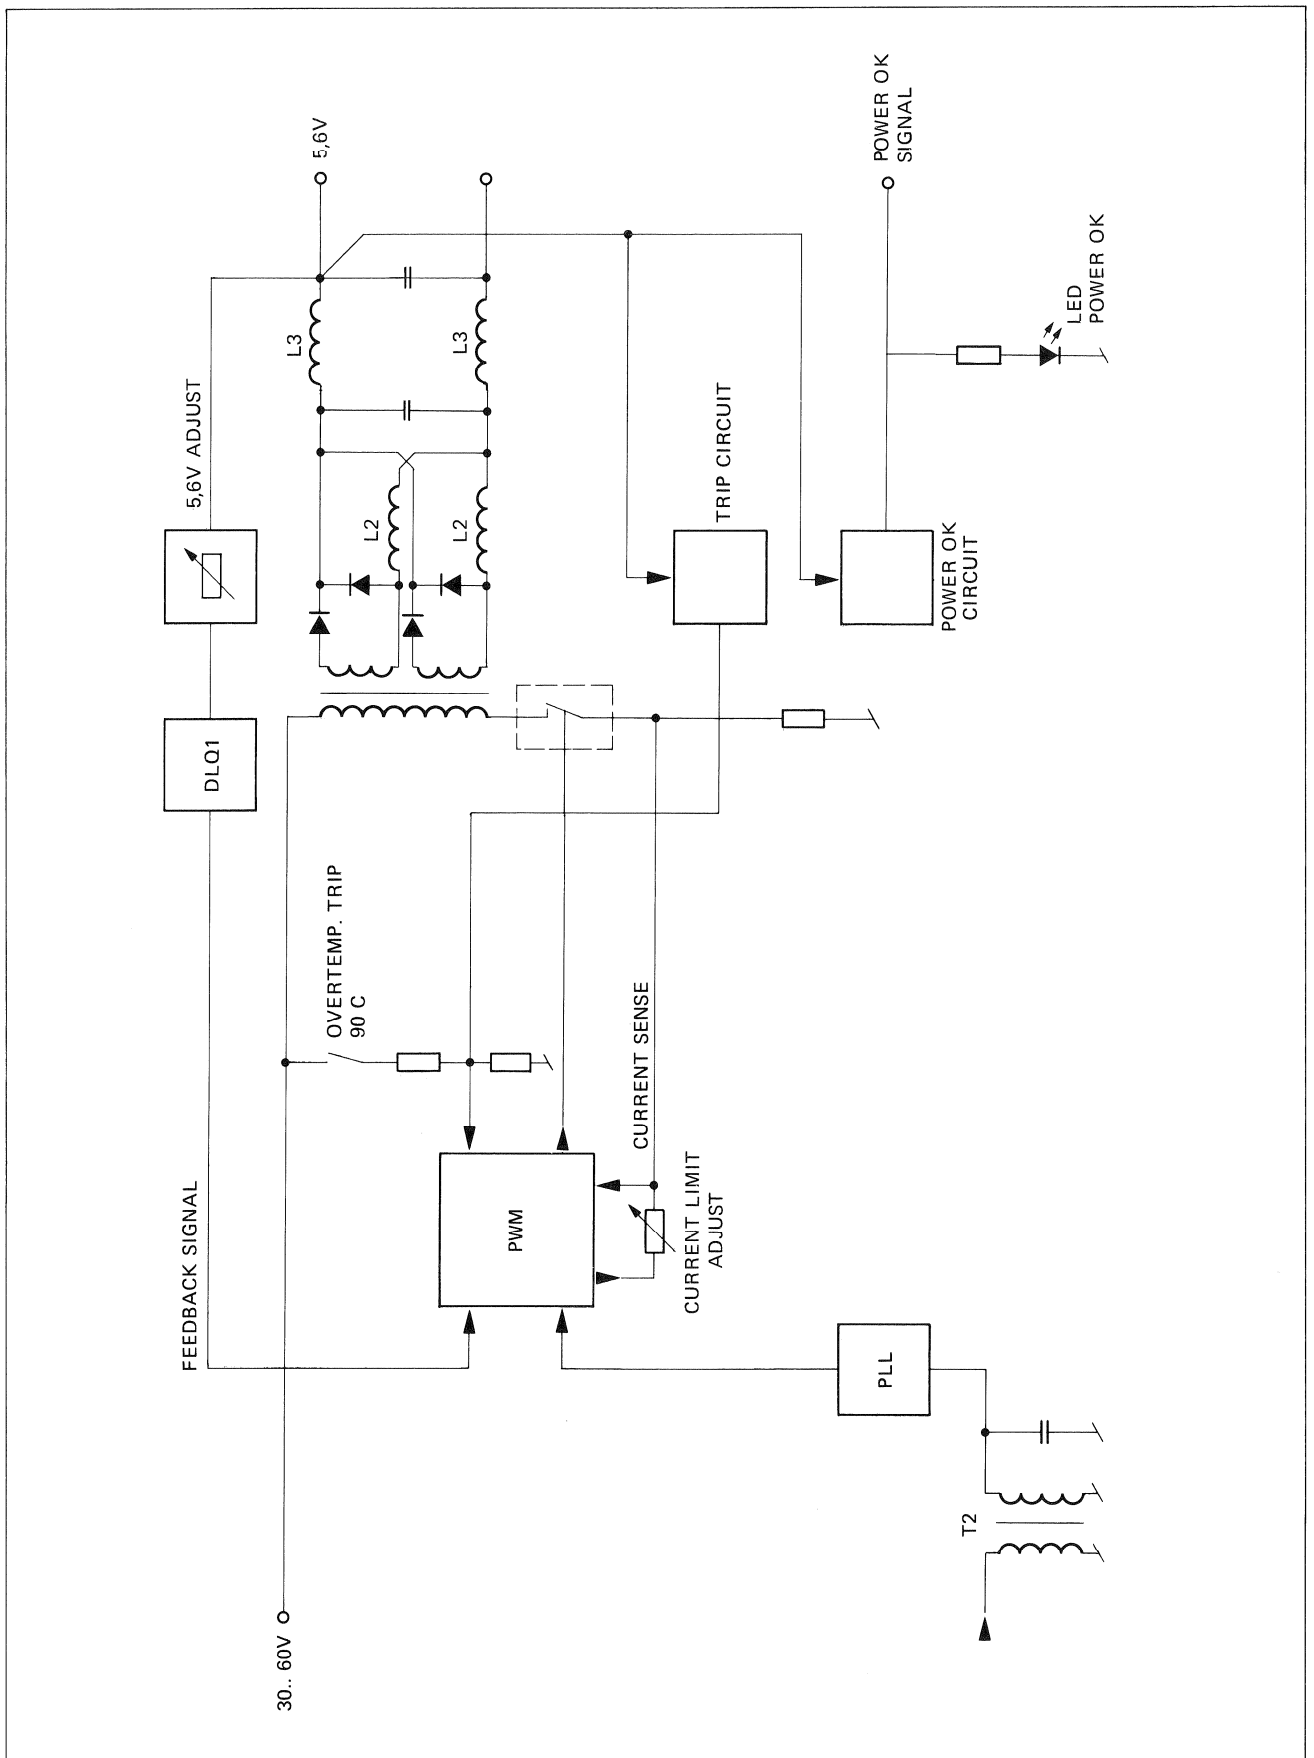 30.. 60V
FEEDBACK SIGNAL
DLQ1
5,6V ADJUST
5,6V
L3
L3
L2
L2
OVERTEMP. TRIP
90 C
PWM
CURRENT SENSE
CURRENT LIMIT
ADJUST
TRIP CIRCUIT
POWER OK
CIRCUIT
POWER OK
SIGNAL
LED
POWER OK
PLL
T2